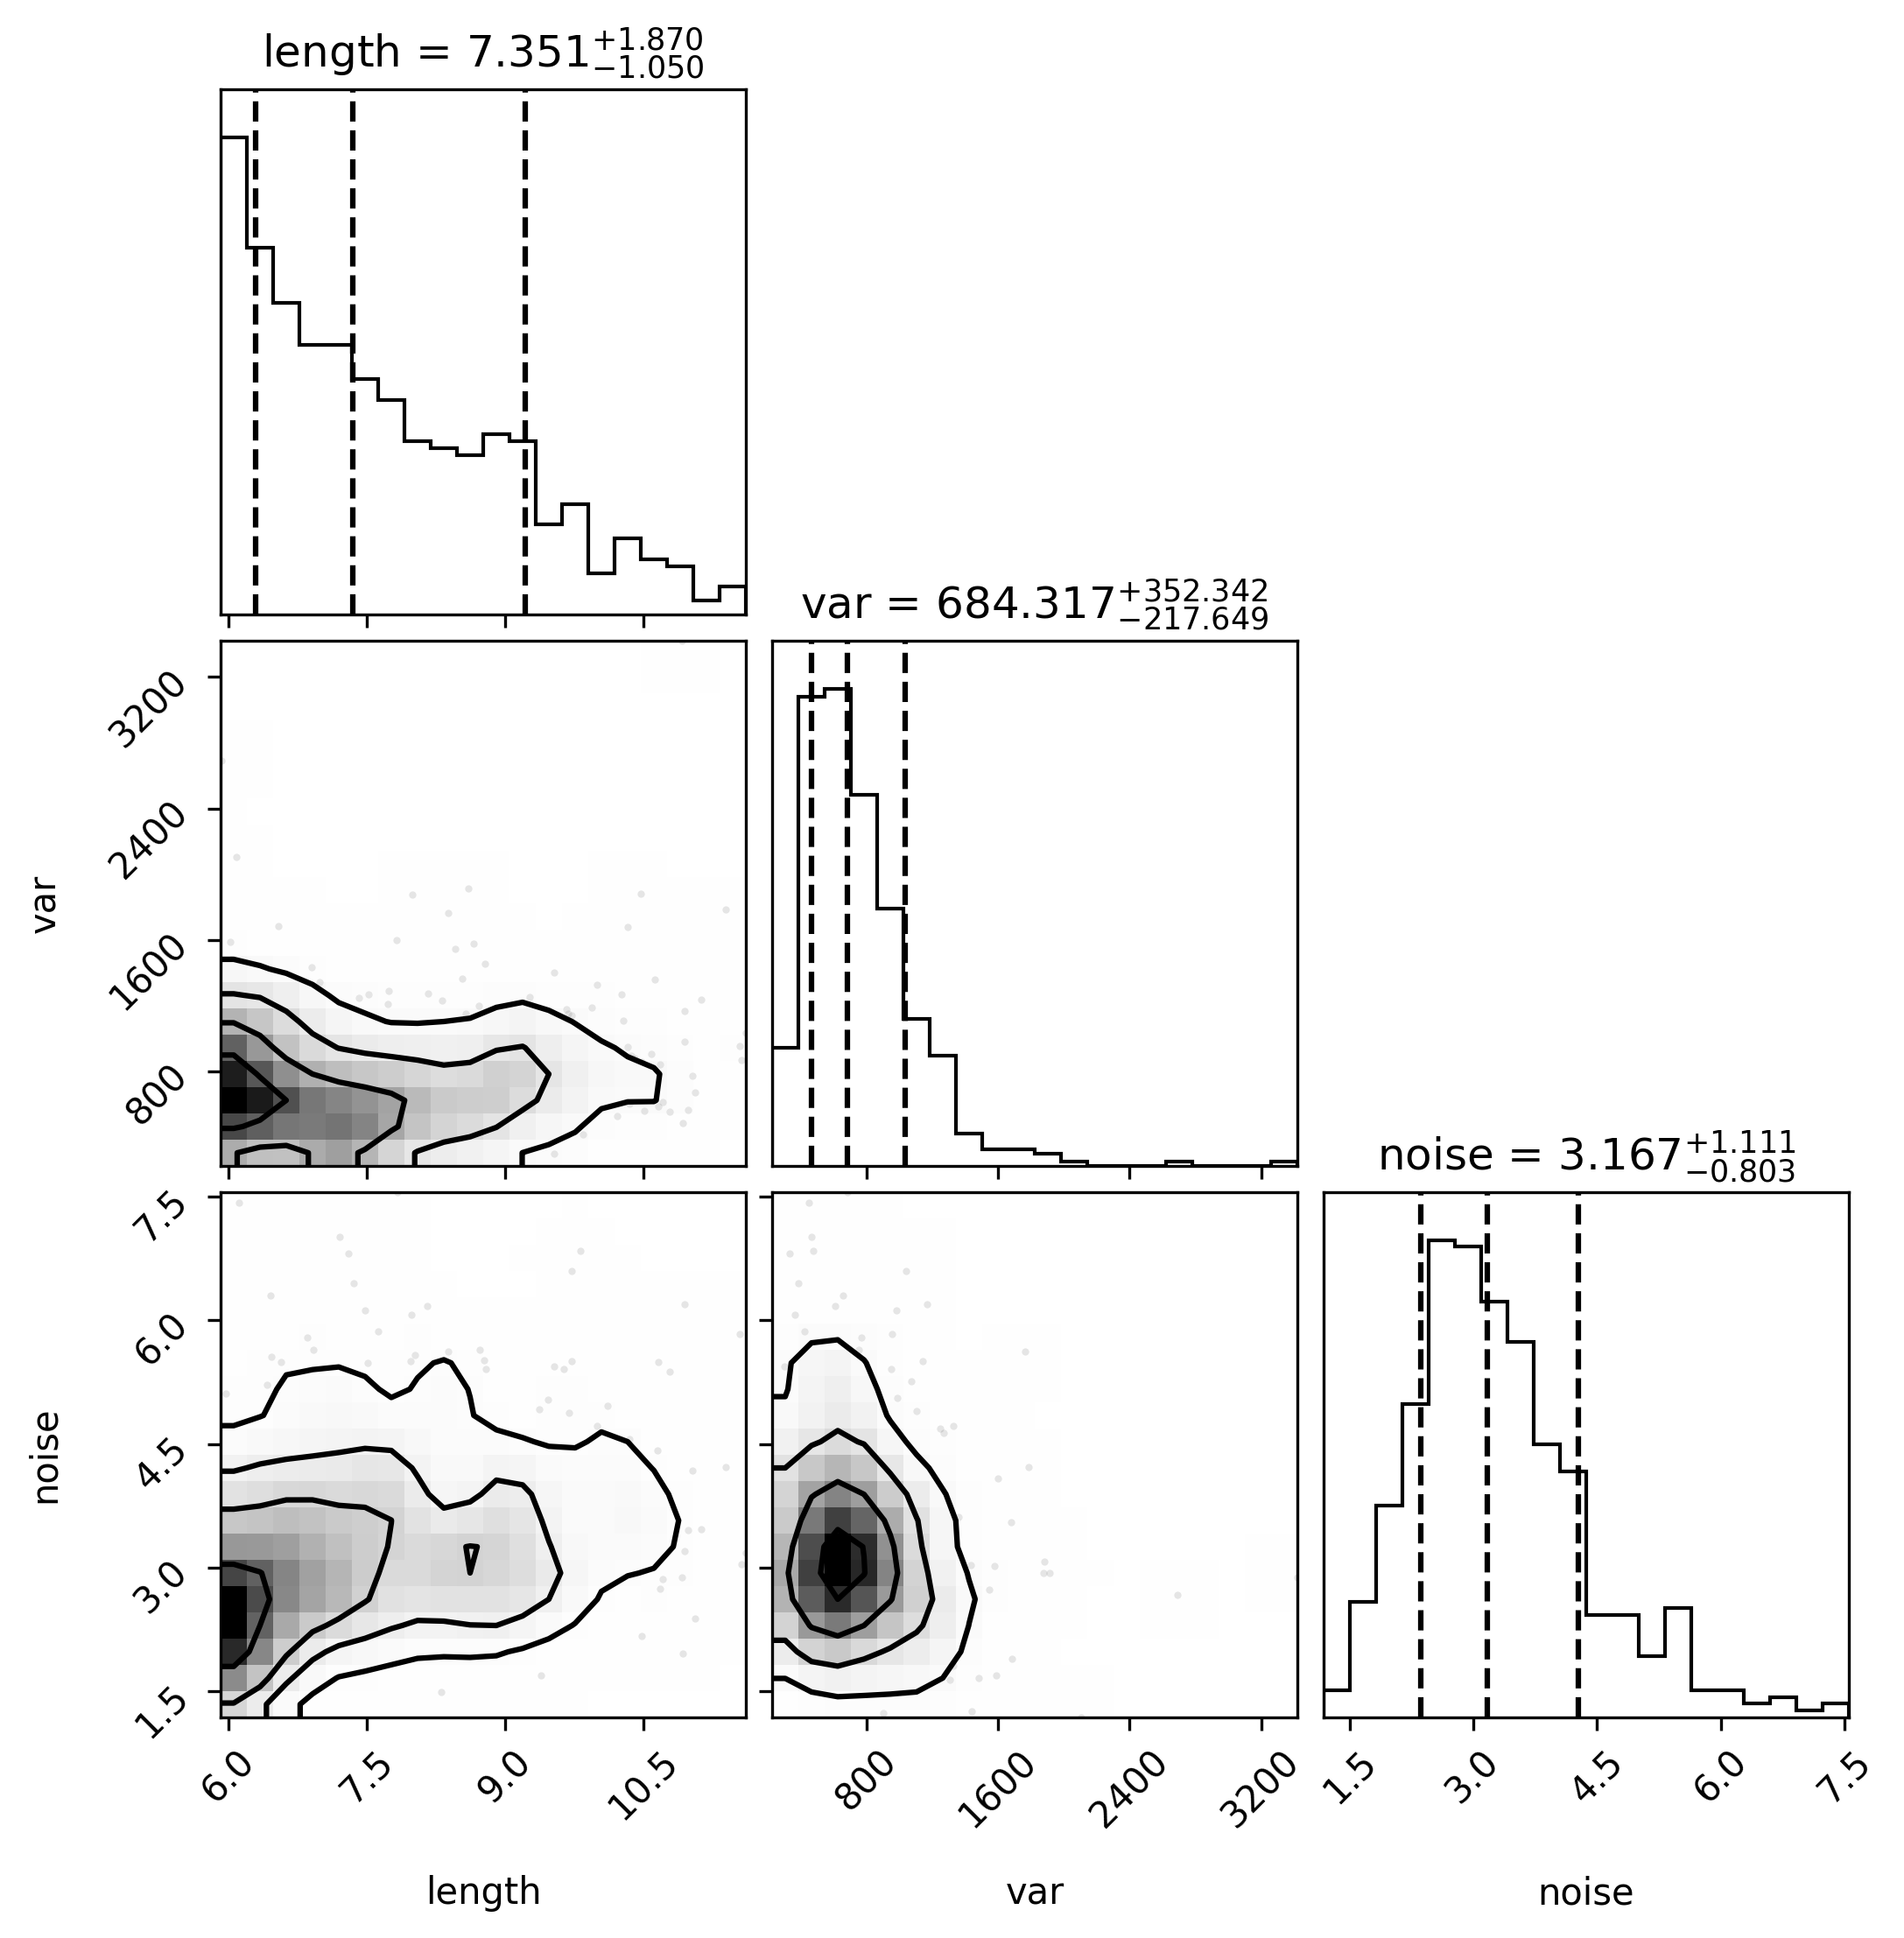 length = 7.351+1.870 −1.050
var = 684.317+352.342 −217.649
3200
2400
1600
800
var
noise = 3.167+1.111 −0.803
7.5
6.0
4.5
3.0
1.5
noise
6.0 7.5 9.0 10.5 800 1600 2400 3200 1.5 3.0 4.5 6.0 7.5
length var noise